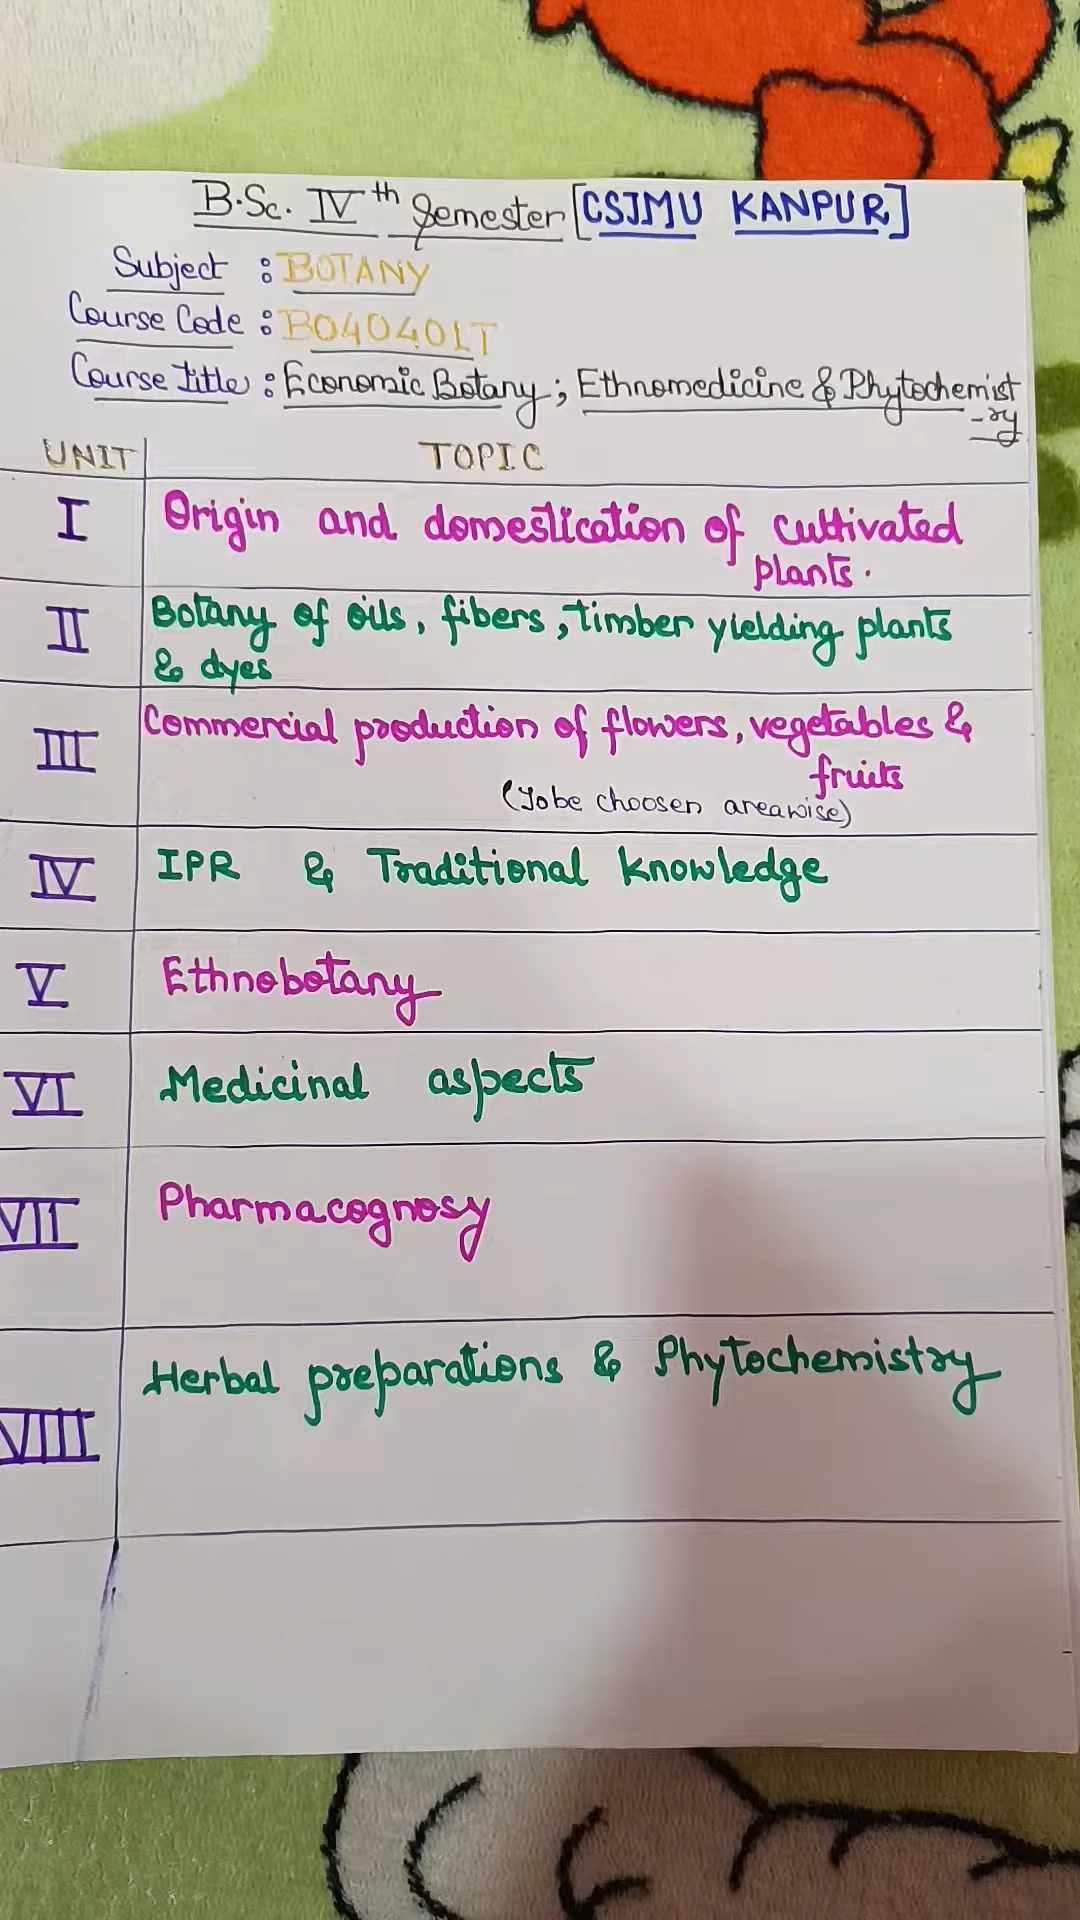 B.Sc. IVth Semester [CSJMU KANPUR]
Subject : BOTANY
Course Code : B040401T
Course Title : Economic Botany ; Ethnomedicine & Phytochemist
-ry
UNIT TOPIC
I Origin and domestication of cultivated
plants.
II Botany of oils, fibers, timber yielding plants
& dyes
III Commercial production of flowers, vegetables &
fruits
(To be choosen areawise)
IV IPR & Traditional knowledge
V Ethnobotany
VI Medicinal aspects
VII Pharmacognosy
VIII Herbal preparations & Phytochemistry